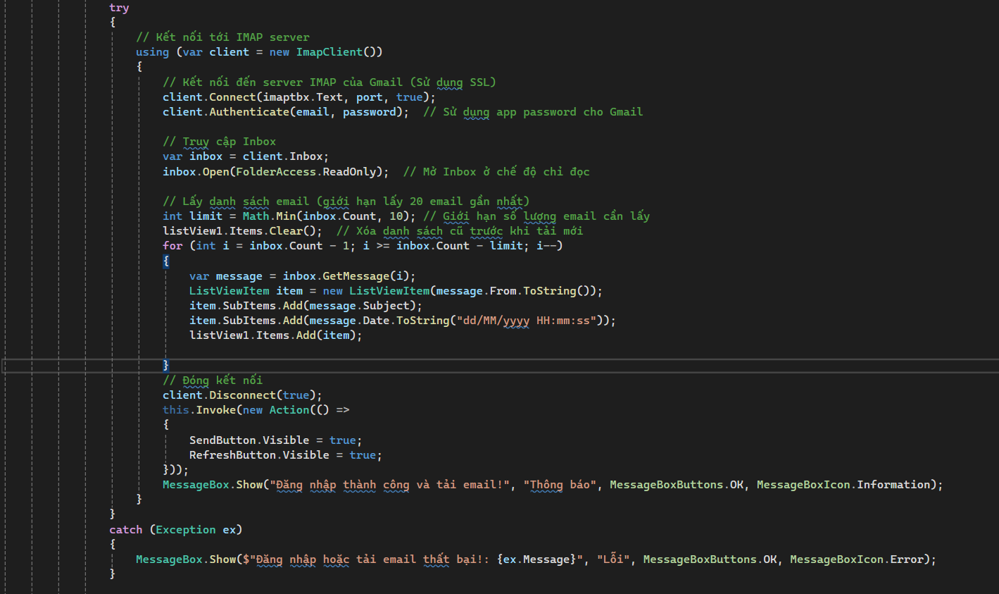 try
{
// Kết nối tới IMAP server
using (var client = new ImapClient())
{
// Kết nối đến server IMAP của Gmail (Sử dụng SSL)
client.Connect(imaptbx.Text, port, true);
client.Authenticate(email, password);  // Sử dụng app password cho Gmail
// Truy cập Inbox
var inbox = client.Inbox;
inbox.Open(FolderAccess.ReadOnly);  // Mở Inbox ở chế độ chỉ đọc
// Lấy danh sách email (giới hạn lấy 20 email gần nhất)
int limit = Math.Min(inbox.Count, 10); // Giới hạn số lượng email cần lấy
listView1.Items.Clear();  // Xóa danh sách cũ trước khi tải mới
for (int i = inbox.Count - 1; i >= inbox.Count - limit; i--)
{
var message = inbox.GetMessage(i);
ListViewItem item = new ListViewItem(message.From.ToString());
item.SubItems.Add(message.Subject);
item.SubItems.Add(message.Date.ToString("dd/MM/yyyy HH:mm:ss"));
listView1.Items.Add(item);
}
// Đóng kết nối
client.Disconnect(true);
this.Invoke(new Action(() =>
{
SendButton.Visible = true;
RefreshButton.Visible = true;
}));
MessageBox.Show("Đăng nhập thành công và tải email!", "Thông báo", MessageBoxButtons.OK, MessageBoxIcon.Information);
}
}
catch (Exception ex)
{
MessageBox.Show($"Đăng nhập hoặc tải email thất bại!: {ex.Message}", "Lỗi", MessageBoxButtons.OK, MessageBoxIcon.Error);
}